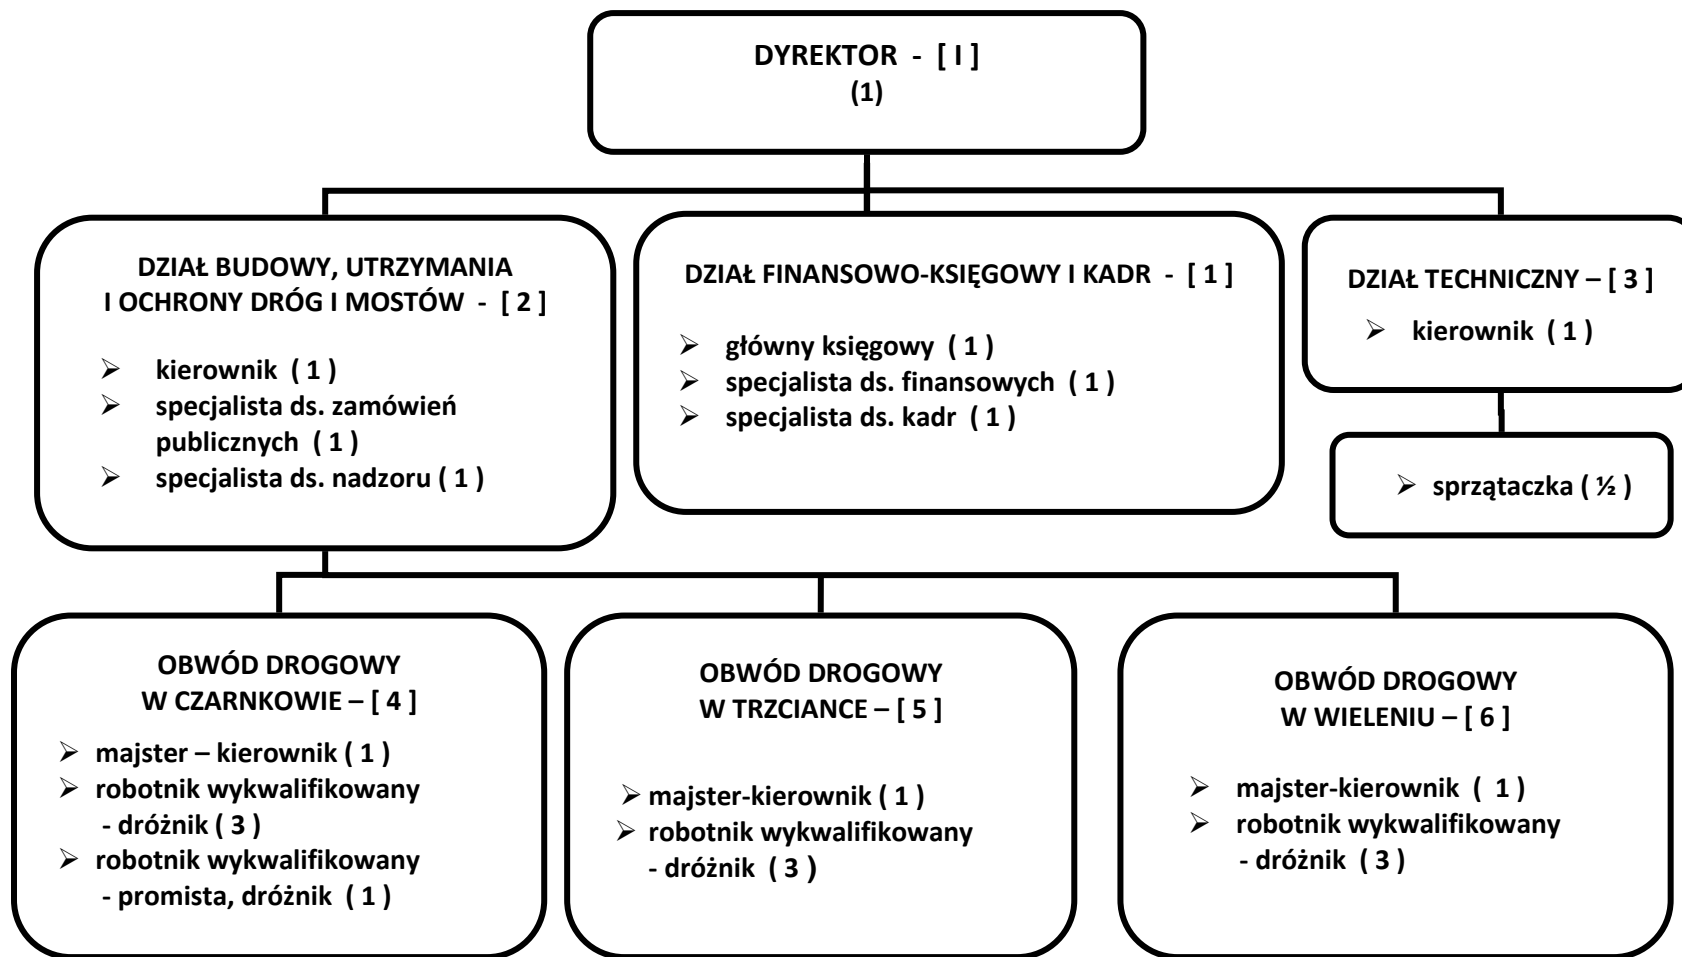 DYREKTOR - [ I ]
(1)
DZIAŁ BUDOWY, UTRZYMANIA
I OCHRONY DRÓG I MOSTÓW - [ 2 ]
➢ kierownik ( 1 )
➢ specjalista ds. zamówień
publicznych ( 1 )
➢ specjalista ds. nadzoru ( 1 )
DZIAŁ FINANSOWO-KSIĘGOWY I KADR - [ 1 ]
➢ główny księgowy ( 1 )
➢ specjalista ds. finansowych ( 1 )
➢ specjalista ds. kadr ( 1 )
DZIAŁ TECHNICZNY – [ 3 ]
➢ kierownik ( 1 )
➢ sprzątaczka ( ½ )
OBWÓD DROGOWY
W CZARNKOWIE – [ 4 ]
➢ majster – kierownik ( 1 )
➢ robotnik wykwalifikowany
- dróżnik ( 3 )
➢ robotnik wykwalifikowany
- promista, dróżnik ( 1 )
OBWÓD DROGOWY
W TRZCIANCE – [ 5 ]
➢ majster-kierownik ( 1 )
➢ robotnik wykwalifikowany
- dróżnik ( 3 )
OBWÓD DROGOWY
W WIELENIU – [ 6 ]
➢ majster-kierownik ( 1 )
➢ robotnik wykwalifikowany
- dróżnik ( 3 )